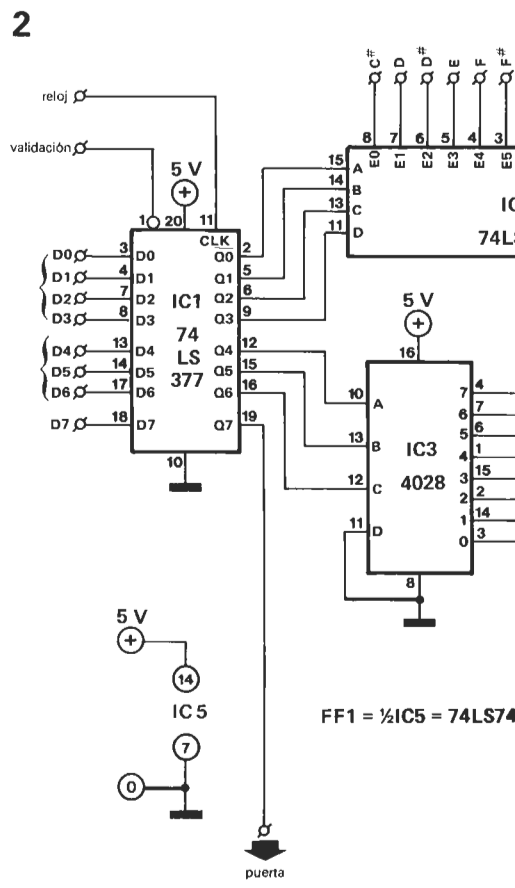 2
C# D D# E F F#
8 7 6 5 4 3
E0 E1 E2 E3 E4 E5
reloj
validación
5 V
+
1 20 11
CLK
15 A
14 B
13 C
11 D
IC
74LS
D0 3 D0 Q0 2
D1 4 D1 Q1 5
D2 7 D2 Q2 6
D3 8 D3 Q3 9
D4 13 D4 Q4 12
D5 14 D5 Q5 15
D6 17 D6 Q6 16
D7 18 D7 Q7 19
IC1
74
LS
377
10
5 V
+
16
10 A
13 B
12 C
11 D
IC3
4028
7 4
6 7
5 6
4 1
3 15
2 2
1 14
0 3
8
5 V
+
14
IC5
7
0
FF1 = ½IC5 = 74LS74
puerta